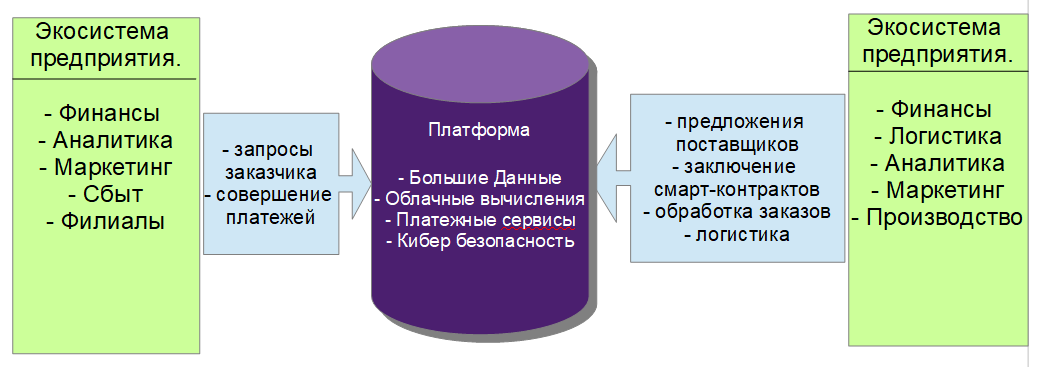 Экосистема
предприятия.
- Финансы
- Аналитика
- Маркетинг
- Сбыт
- Филиалы
- запросы
заказчика
- совершение
платежей
Платформа
- Большие Данные
- Облачные вычисления
- Платежные сервисы
- Кибер безопасность
- предложения
поставщиков
- заключение
смарт-контрактов
- обработка заказов
- логистика
Экосистема
предприятия.
- Финансы
- Логистика
- Аналитика
- Маркетинг
- Производство